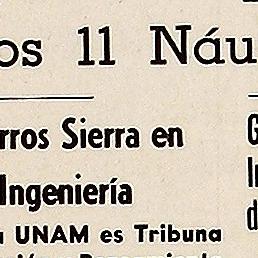 os 11 Náu
rros Sierra en
Ingeniería
UNAM es Tribuna